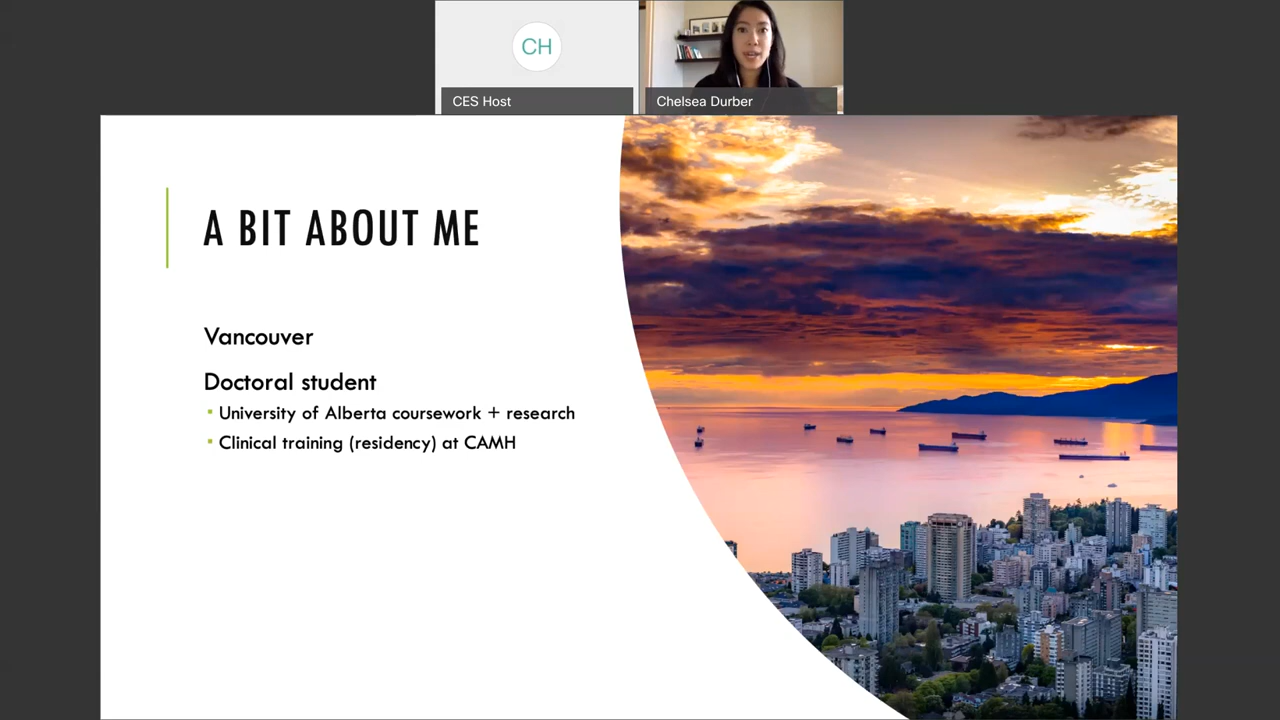 CH
CES Host
Chelsea Durber
A BIT ABOUT ME
Vancouver
Doctoral student
▪ University of Alberta coursework + research
▪ Clinical training (residency) at CAMH